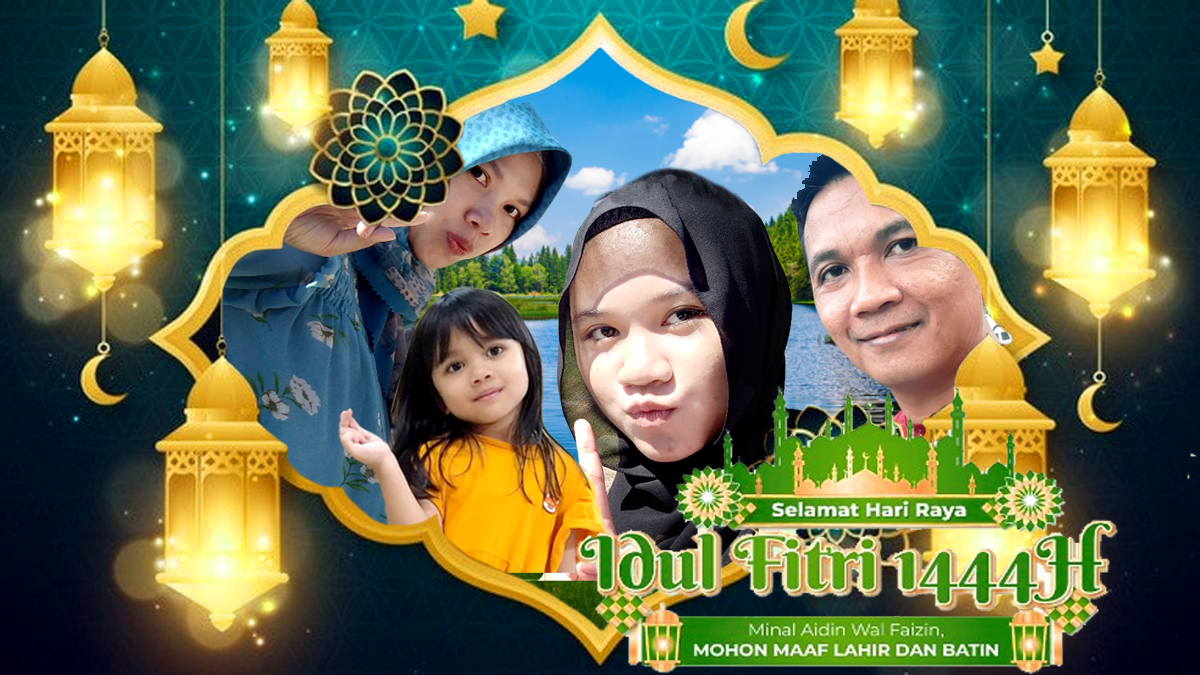 Selamat Hari Raya
Idul Fitri 1444H
Minal Aidin Wal Faizin,
MOHON MAAF LAHIR DAN BATIN